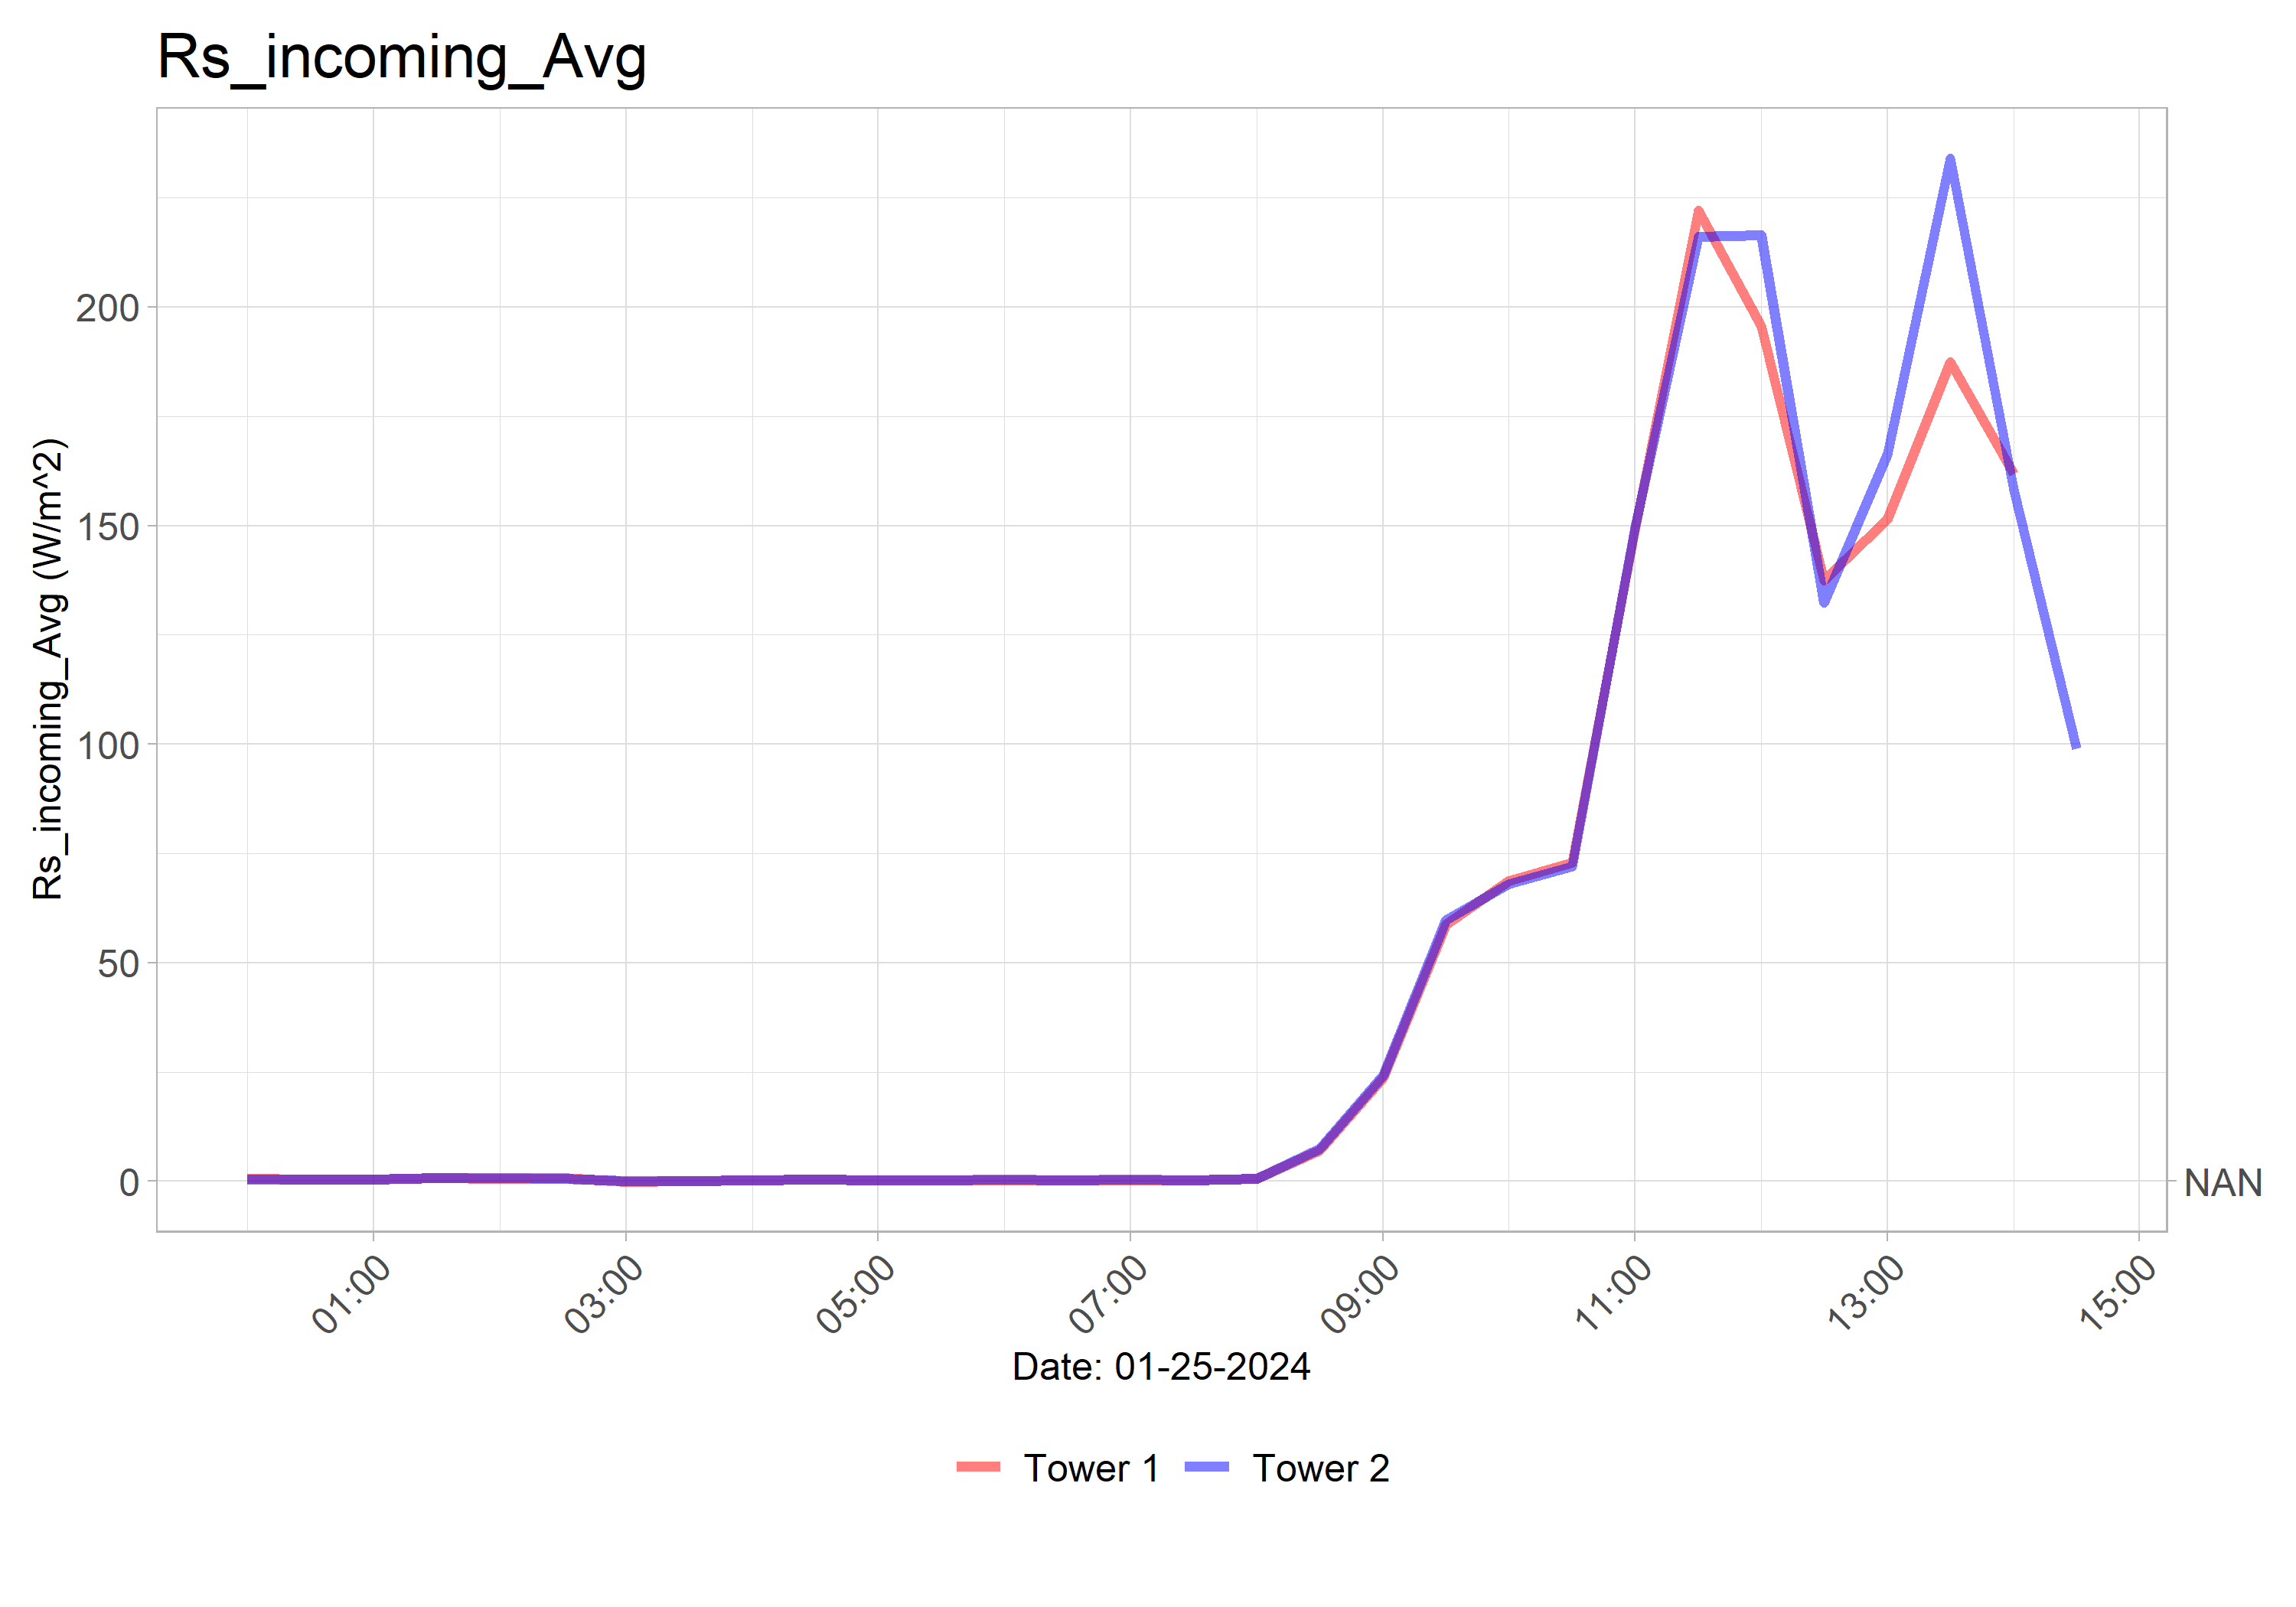 Rs_incoming_Avg
Rs_incoming_Avg (W/m^2)
200
150
100
50
0
NAN
01:00
03:00
05:00
07:00
09:00
11:00
13:00
15:00
Date: 01-25-2024
Tower 1
Tower 2